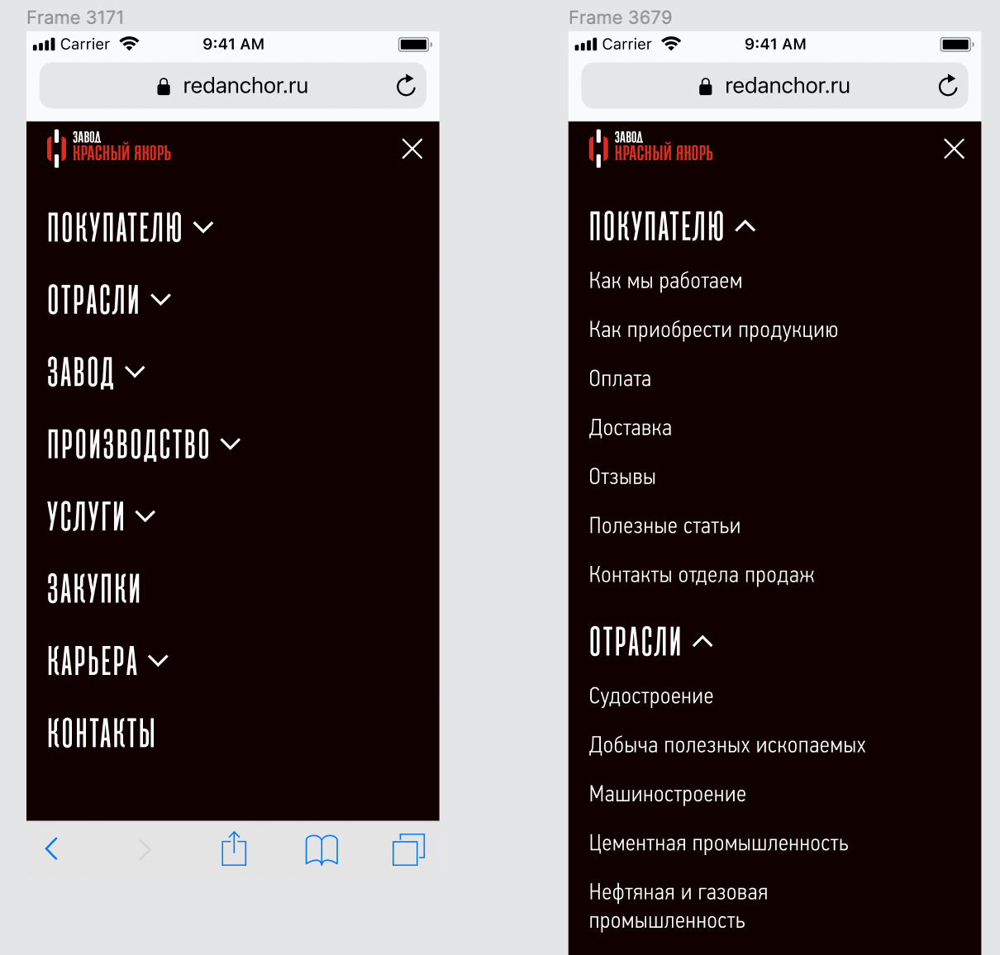 Frame 3171
Carrier 9:41 AM
redanchor.ru
ЗАВОД
КРАСНЫЙ ЯКОРЬ
ПОКУПАТЕЛЮ
ОТРАСЛИ
ЗАВОД
ПРОИЗВОДСТВО
УСЛУГИ
ЗАКУПКИ
КАРЬЕРА
КОНТАКТЫ
Frame 3679
Carrier 9:41 AM
redanchor.ru
ЗАВОД
КРАСНЫЙ ЯКОРЬ
ПОКУПАТЕЛЮ
Как мы работаем
Как приобрести продукцию
Оплата
Доставка
Отзывы
Полезные статьи
Контакты отдела продаж
ОТРАСЛИ
Судостроение
Добыча полезных ископаемых
Машиностроение
Цементная промышленность
Нефтяная и газовая
промышленность